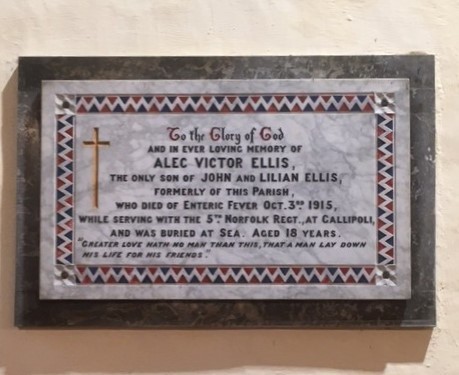 To the Glory of God
AND IN EVER LOVING MEMORY OF
ALEC VICTOR ELLIS,
THE ONLY SON OF JOHN AND LILIAN ELLIS,
FORMERLY OF THIS PARISH,
WHO DIED OF ENTERIC FEVER OCT. 3RD 1915,
WHILE SERVING WITH THE 5TH NORFOLK REGT., AT GALLIPOLI,
AND WAS BURIED AT SEA. AGED 18 YEARS.
"GREATER LOVE HATH NO MAN THAN THIS, THAT A MAN LAY DOWN
HIS LIFE FOR HIS FRIENDS".